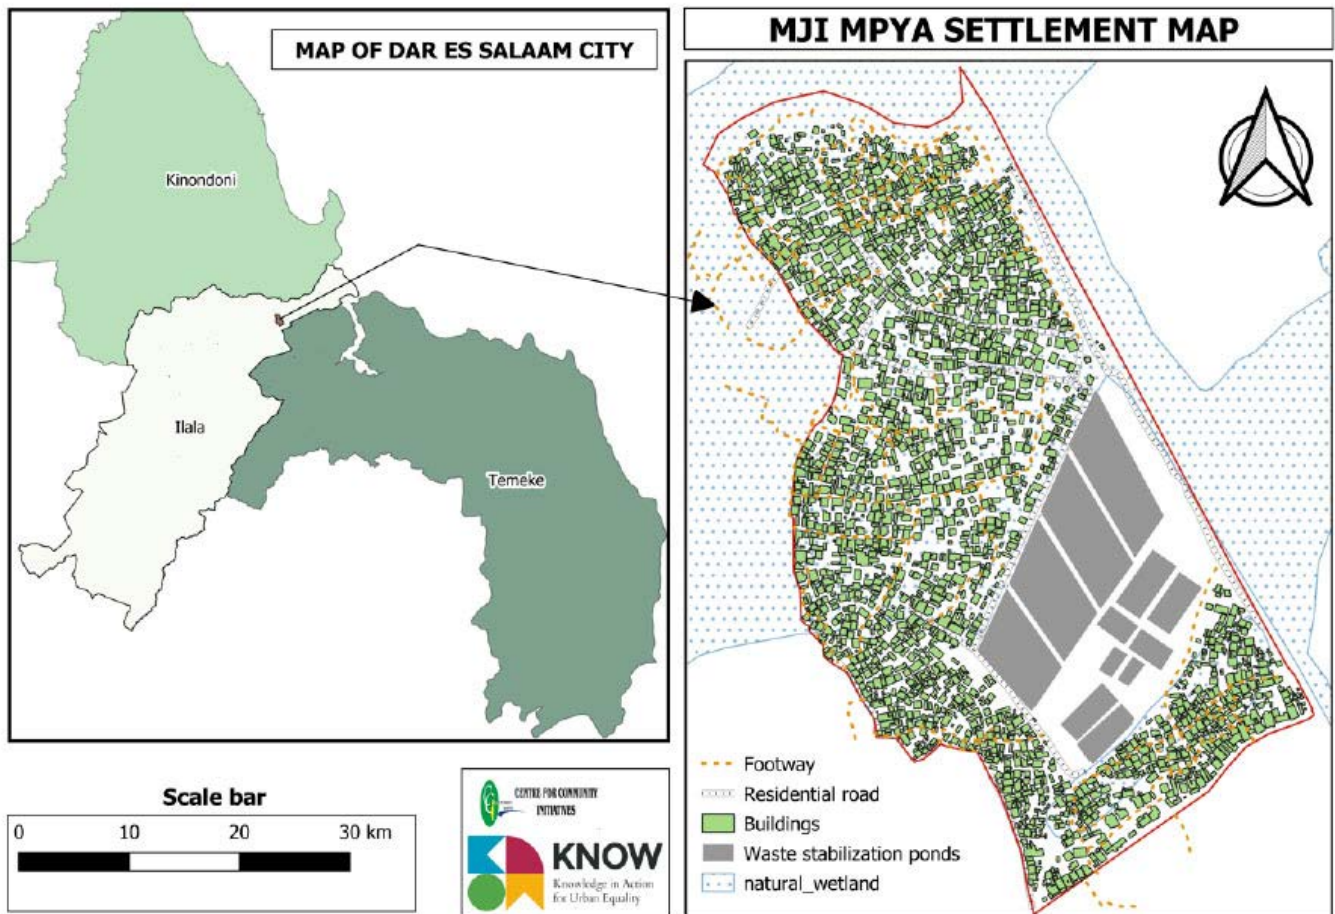 MAP OF DAR ES SALAAM CITY
Kinondoni
Ilala
Temeke
Scale bar
0 10 20 30 km
CENTRE FOR COMMUNITY
INITIATIVES
KNOW
Knowledge in Action
for Urban Equality
MJI MPYA SETTLEMENT MAP
Footway
Residential road
Buildings
Waste stabilization ponds
natural_wetland